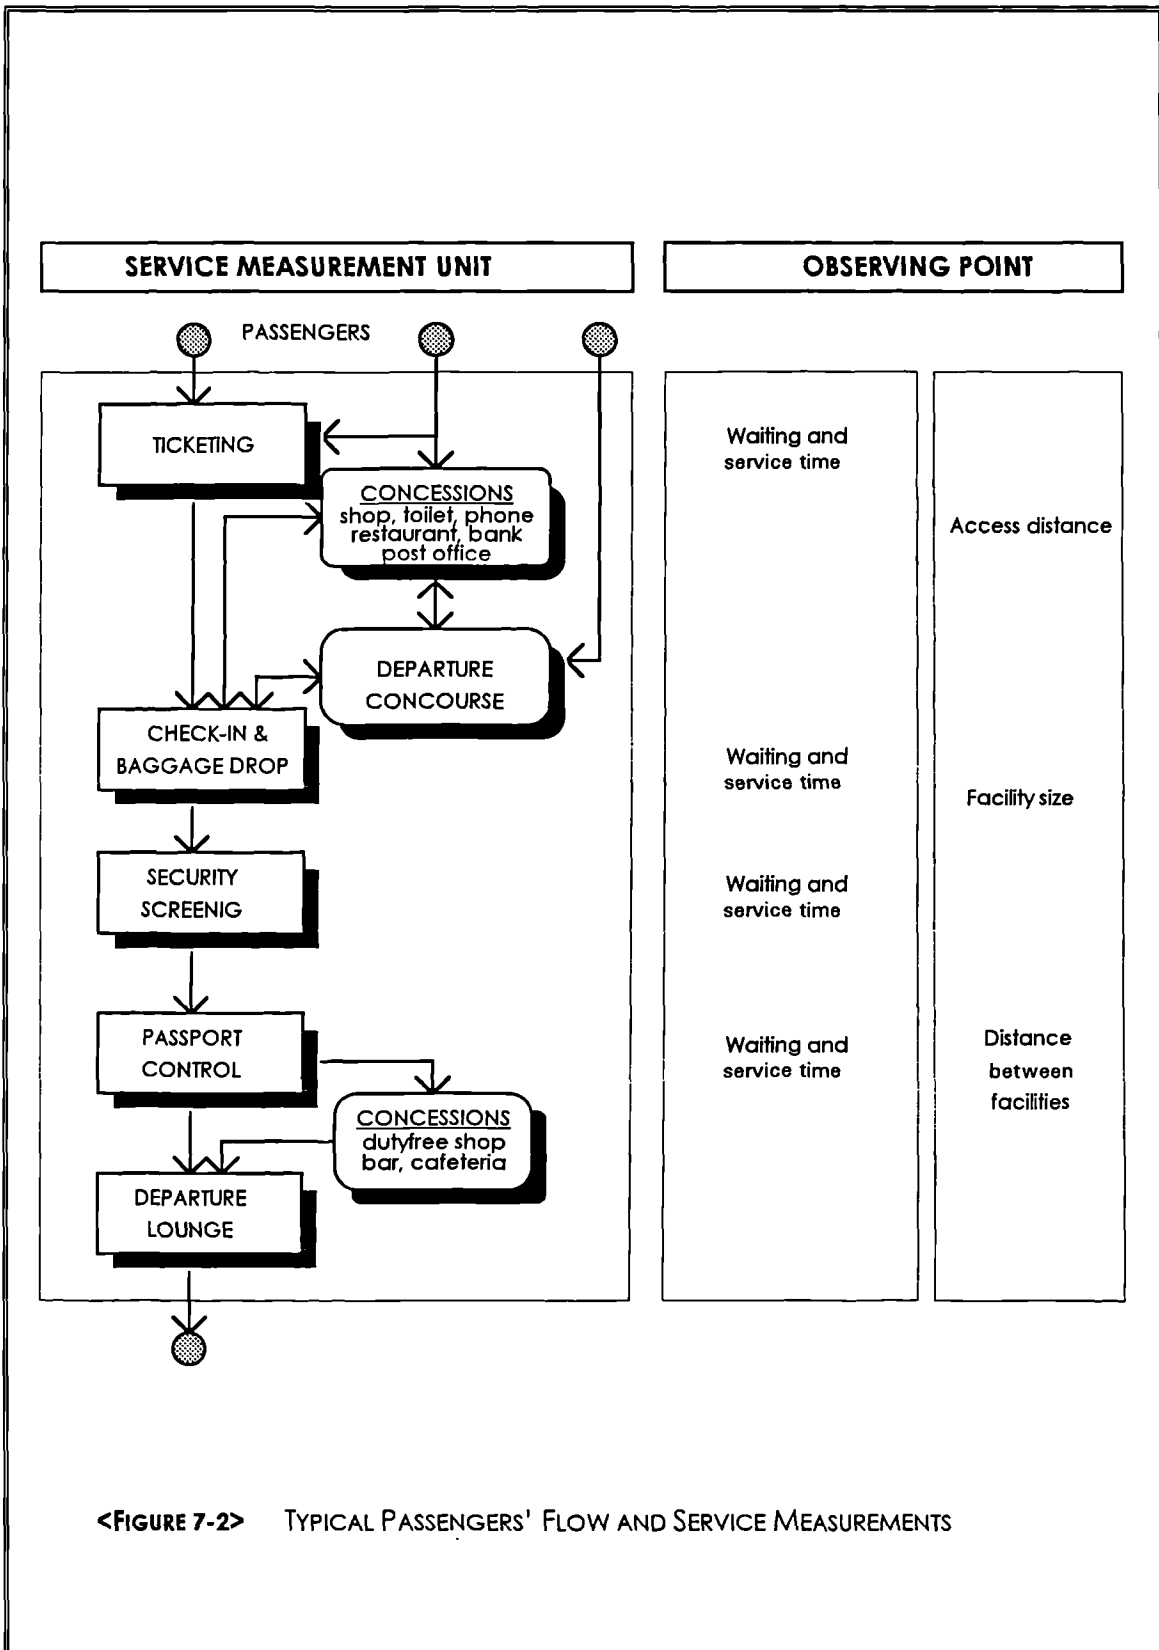 SERVICE MEASUREMENT UNIT
OBSERVING POINT
PASSENGERS
TICKETING
CONCESSIONS
shop, toilet, phone
restaurant, bank
post office
DEPARTURE
CONCOURSE
CHECK-IN &
BAGGAGE DROP
SECURITY
SCREENIG
PASSPORT
CONTROL
CONCESSIONS
dutyfree shop
bar, cafeteria
DEPARTURE
LOUNGE
Waiting and
service time
Waiting and
service time
Waiting and
service time
Waiting and
service time
Access distance
Facility size
Distance
between
facilities
<FIGURE 7-2> TYPICAL PASSENGERS' FLOW AND SERVICE MEASUREMENTS